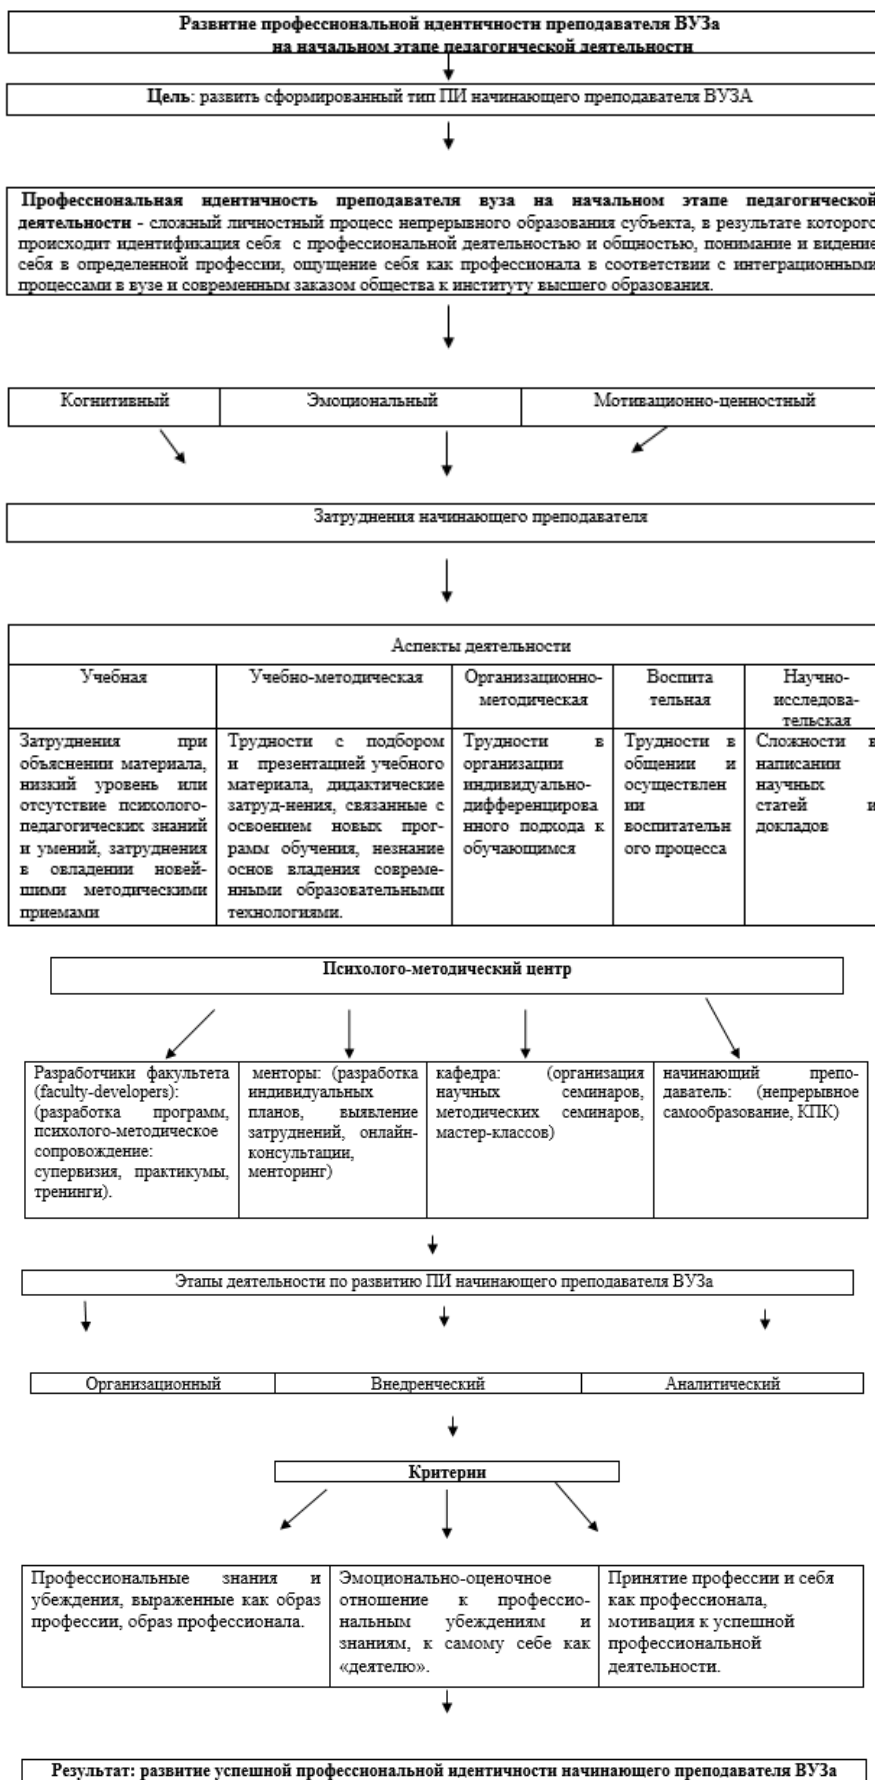 Развитие профессиональной идентичности преподавателя ВУЗа
на начальном этапе педагогической деятельности
Цель: развить сформированный тип ПИ начинающего преподавателя ВУЗА
Профессиональная идентичность преподавателя вуза на начальном этапе педагогической
деятельности - сложный личностный процесс непрерывного образования субъекта, в результате которого
происходит идентификация себя с профессиональной деятельностью и общностью, понимание и видение
себя в определенной профессии, ощущение себя как профессионала в соответствии с интеграционными
процессами в вузе и современным заказом общества к институту высшего образования.
Когнитивный
Эмоциональный
Мотивационно-ценностный
Затруднения начинающего преподавателя
Аспекты деятельности
Учебная
Учебно-методическая
Организационно-
методическая
Воспита
тельная
Научно-
исследова-
тельская
Затруднения при
объяснении материала,
низкий уровень или
отсутствие психолого-
педагогических знаний
и умений, затруднения
в овладении новей-
шими методическими
приемами
Трудности с подбором
и презентацией учебного
материала, дидактические
затруд-нения, связанные с
освоением новых прог-
рамм обучения, незнание
основ владения совреме-
нными образовательными
технологиями.
Трудности в
организации
индивидуально-
дифференцирова
нного подхода к
обучающимся
Трудности в
общении и
осуществлен
ии
воспитательн
ого процесса
Сложности в
написании
научных
статей и
докладов
Психолого-методический центр
Разработчики факультета
(faculty-developers):
(разработка программ,
психолого-методическое
сопровождение:
супервизия, практикумы,
тренинги).
менторы: (разработка
индивидуальных
планов, выявление
затруднений, онлайн-
консультации,
менторинг)
кафедра: (организация
научных семинаров,
методических семинаров,
мастер-классов)
начинающий препо-
даватель: (непрерывное
самообразование, КПК)
Этапы деятельности по развитию ПИ начинающего преподавателя ВУЗа
Организационный
Внедренческий
Аналитический
Критерии
Профессиональные знания и
убеждения, выраженные как образ
профессии, образ профессионала.
Эмоционально-оценочное
отношение к профессио-
нальным убеждениям и
знаниям, к самому себе как
«деятелю».
Принятие профессии и себя
как профессионала,
мотивация к успешной
профессиональной
деятельности.
Результат: развитие успешной профессиональной идентичности начинающего преподавателя ВУЗа